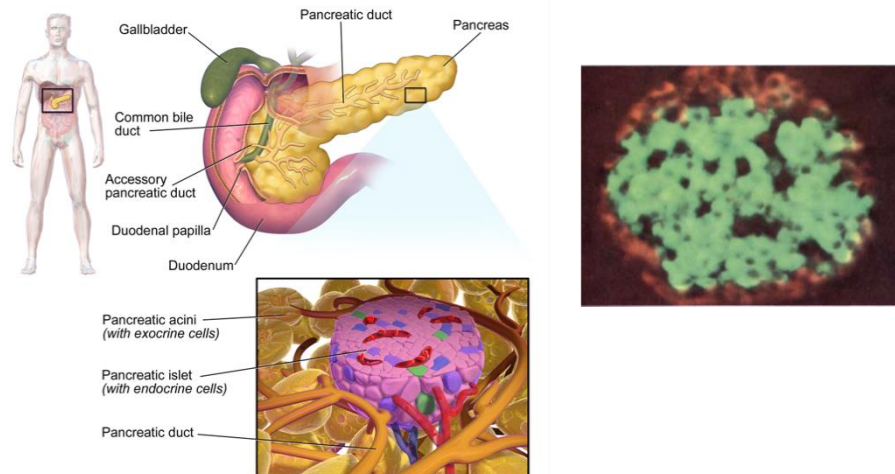 Pancreatic duct
Gallbladder
Pancreas
Common bile
duct
Accessory
pancreatic duct
Duodenal papilla
Duodenum
Pancreatic acini
(with exocrine cells)
Pancreatic islet
(with endocrine cells)
Pancreatic duct